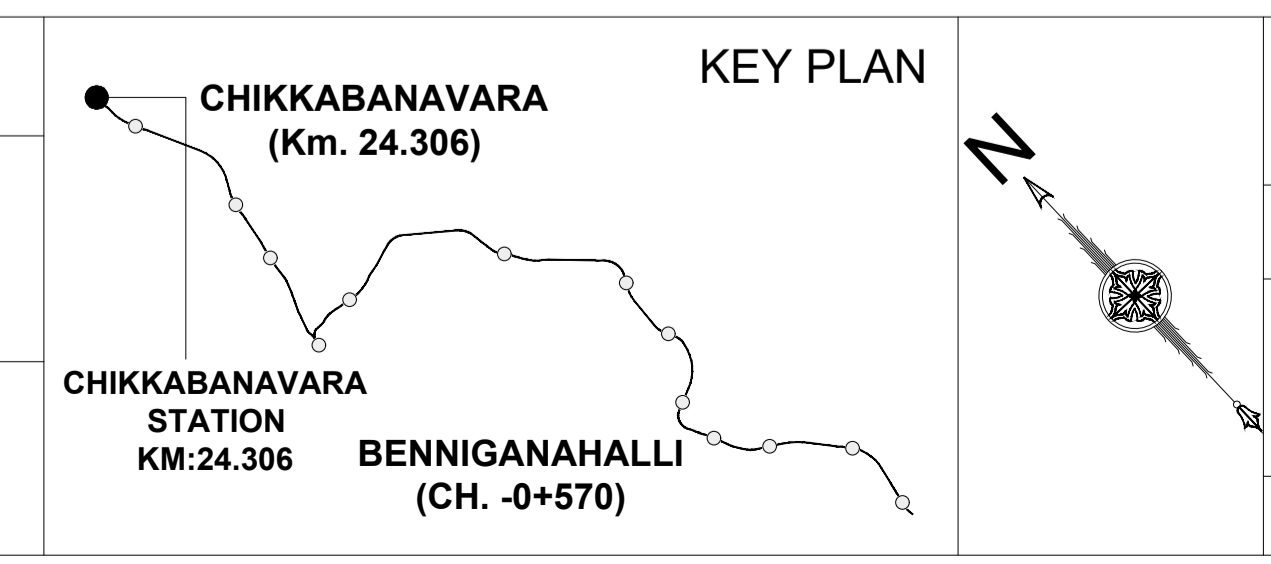 KEY PLAN
CHIKKABANAVARA
(Km. 24.306)
N
CHIKKABANAVARA
STATION
KM:24.306
BENNIGANAHALLI
(CH. -0+570)